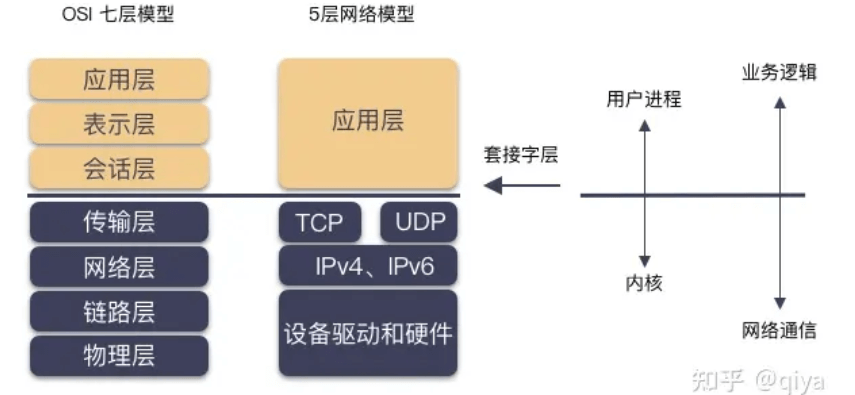 OSI 七层模型
5层网络模型
应用层
表示层
会话层
传输层
网络层
链路层
物理层
应用层
TCP
UDP
IPv4、IPv6
设备驱动和硬件
套接字层
用户进程
内核
业务逻辑
网络通信
知乎 @qiya